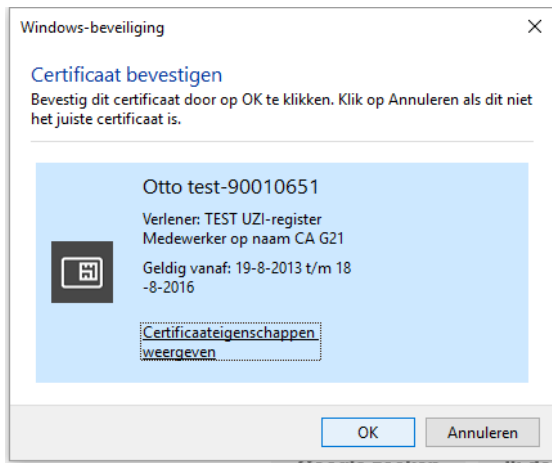 Windows-beveiliging
Certificaat bevestigen
Bevestig dit certificaat door op OK te klikken. Klik op Annuleren als dit niet
het juiste certificaat is.
Otto test-90010651
Verlener: TEST UZI-register
Medewerker op naam CA G21
Geldig vanaf: 19-8-2013 t/m 18
-8-2016
Certificaateigenschappen
weergeven
OK
Annuleren